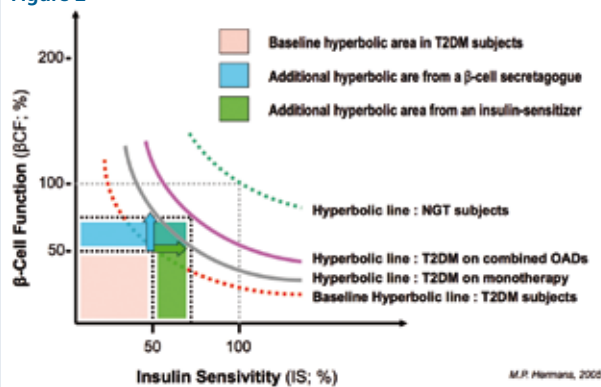 Figure 2
Baseline hyperbolic area in T2DM subjects
Additional hyperbolic are from a β-cell secretagogue
Additional hyperbolic area from an insulin-sensitizer
200-
100-
50-
β-Cell Function (βCF; %)
Hyperbolic line : NGT subjects
Hyperbolic line : T2DM on combined OADs
Hyperbolic line : T2DM on monotherapy
Baseline Hyperbolic line : T2DM subjects
50
100
Insulin Sensivitity (IS; %)
M.P. Hermans, 2005